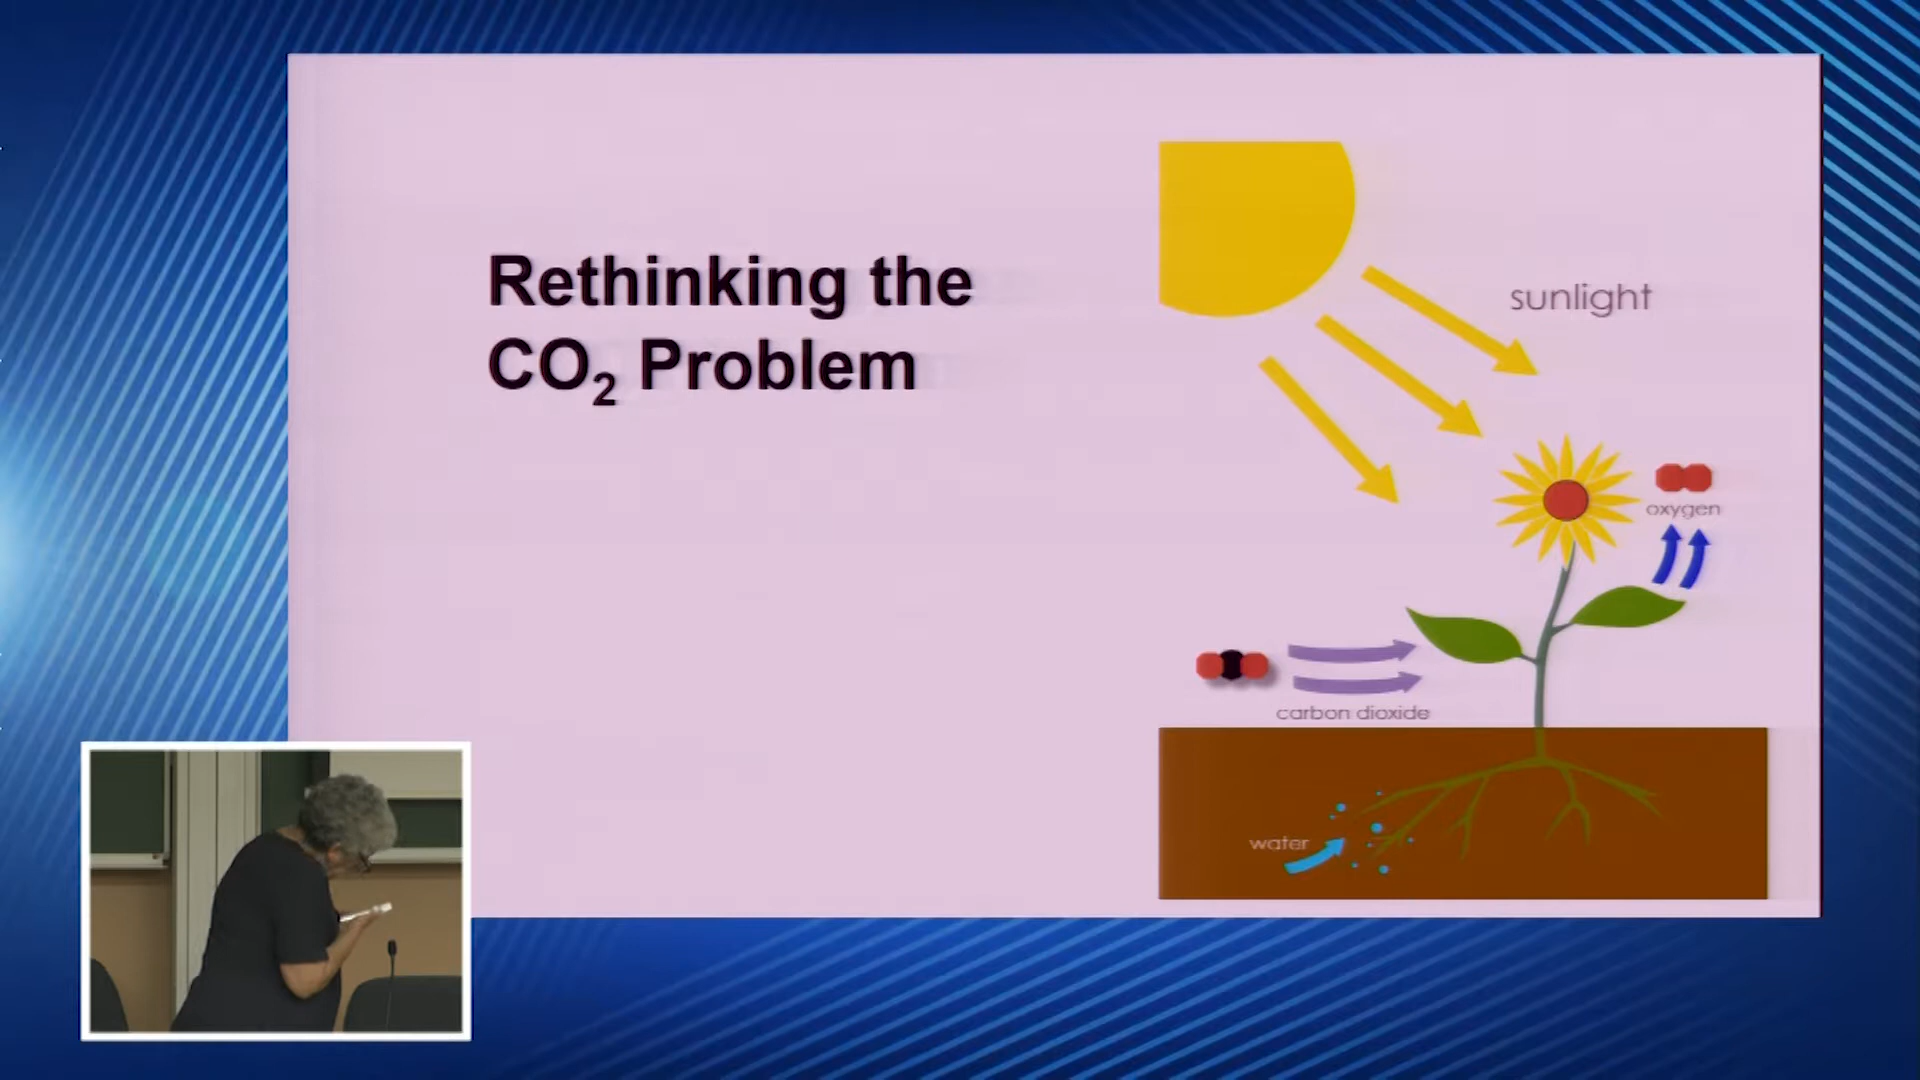 Rethinking the
CO₂ Problem
sunlight
oxygen
carbon dioxide
water